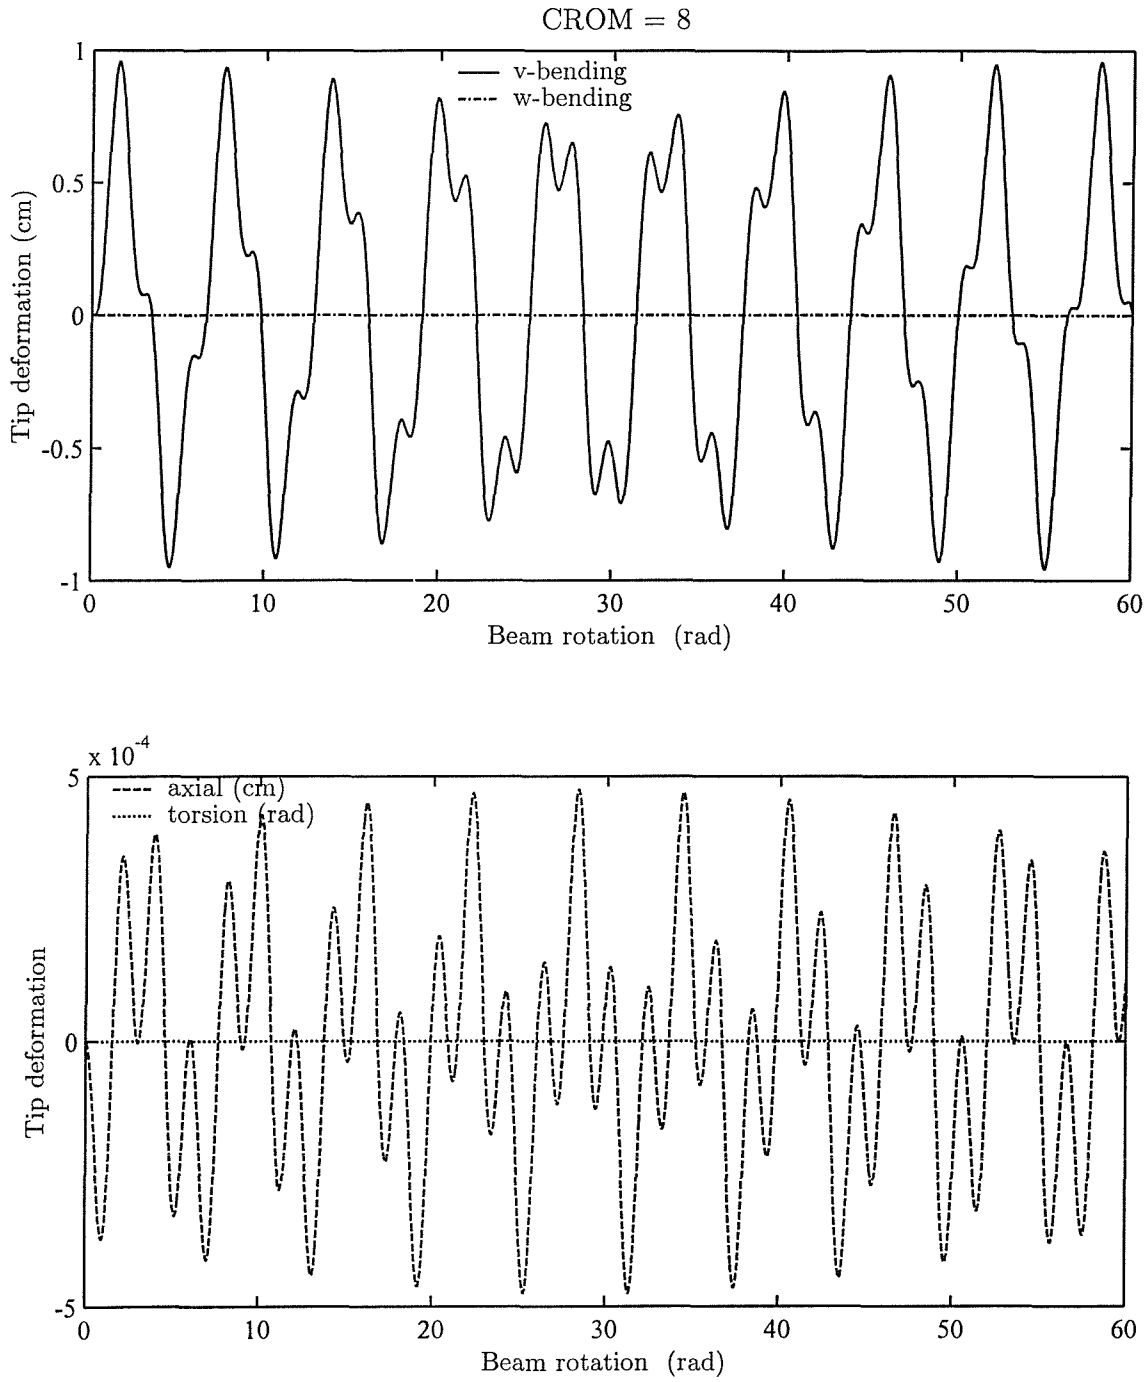 CROM = 8
1
v-bending
w-bending
0.5
0
-0.5
-1
Tip deformation (cm)
0 10 20 30 40 50 60
Beam rotation (rad)
x 10^-4
5
axial (cm)
torsion (rad)
0
-5
Tip deformation
0 10 20 30 40 50 60
Beam rotation (rad)